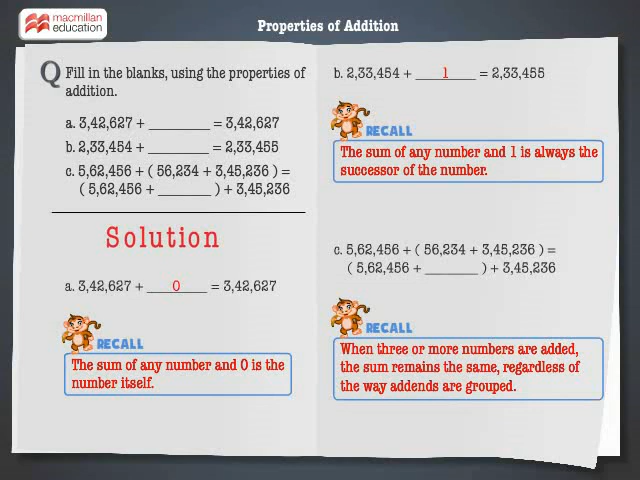 macmillan
education
Properties of Addition
Q Fill in the blanks, using the properties of
addition.
a. 3,42,627 + ________ = 3,42,627
b. 2,33,454 + ________ = 2,33,455
c. 5,62,456 + ( 56,234 + 3,45,236) =
( 5,62,456 + _______ ) + 3,45,236
Solution
a. 3,42,627 + ___0___ = 3,42,627
RECALL
The sum of any number and 0 is the
number itself.
b. 2,33,454 + ___1___ = 2,33,455
RECALL
The sum of any number and 1 is always the
successor of the number.
c. 5,62,456 + ( 56,234 + 3,45,236) =
( 5,62,456 + _______ ) + 3,45,236
RECALL
When three or more numbers are added,
the sum remains the same, regardless of
the way addends are grouped.